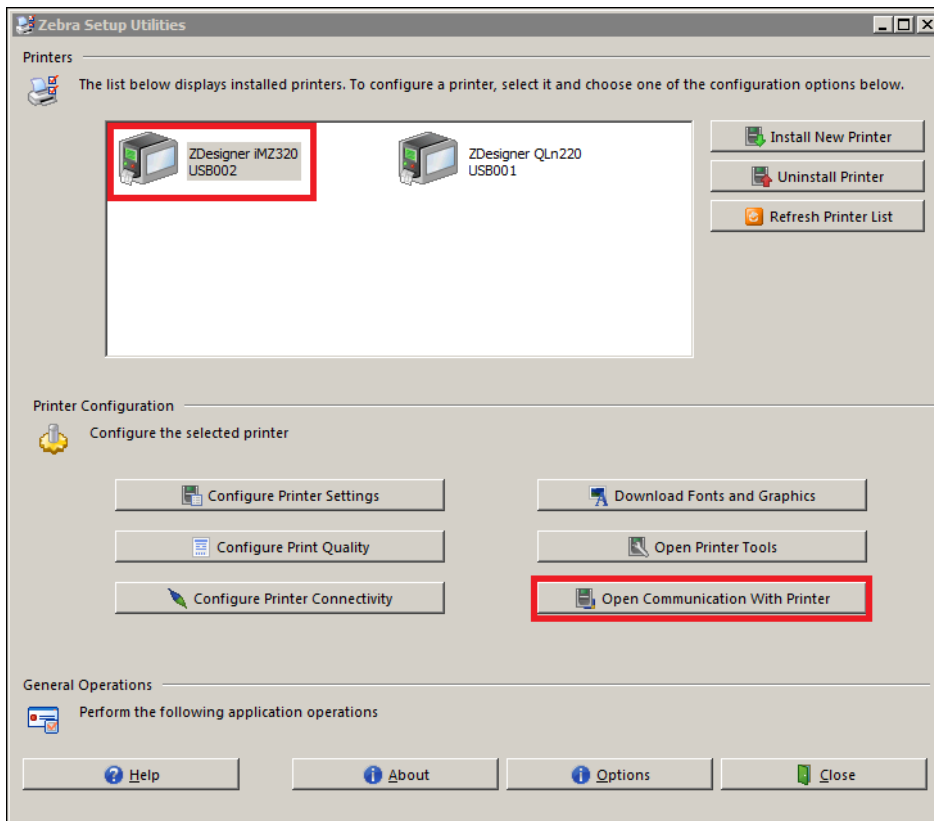 Zebra Setup Utilities
Printers
The list below displays installed printers. To configure a printer, select it and choose one of the configuration options below.
ZDesigner iMZ320
USB002
ZDesigner QLn220
USB001
Install New Printer
Uninstall Printer
Refresh Printer List
Printer Configuration
Configure the selected printer
Configure Printer Settings
Download Fonts and Graphics
Configure Print Quality
Open Printer Tools
Configure Printer Connectivity
Open Communication With Printer
General Operations
Perform the following application operations
Help
About
Options
Close